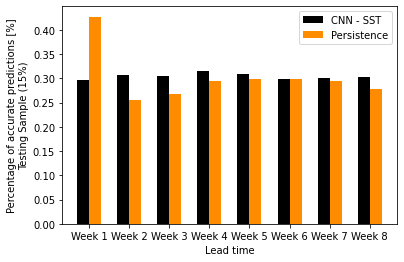 Percentage of accurate predictions [%]
Testing Sample (15%)
0.40
0.35
0.30
0.25
0.20
0.15
0.10
0.05
0.00
CNN - SST
Persistence
Week 1 Week 2 Week 3 Week 4 Week 5 Week 6 Week 7 Week 8
Lead time